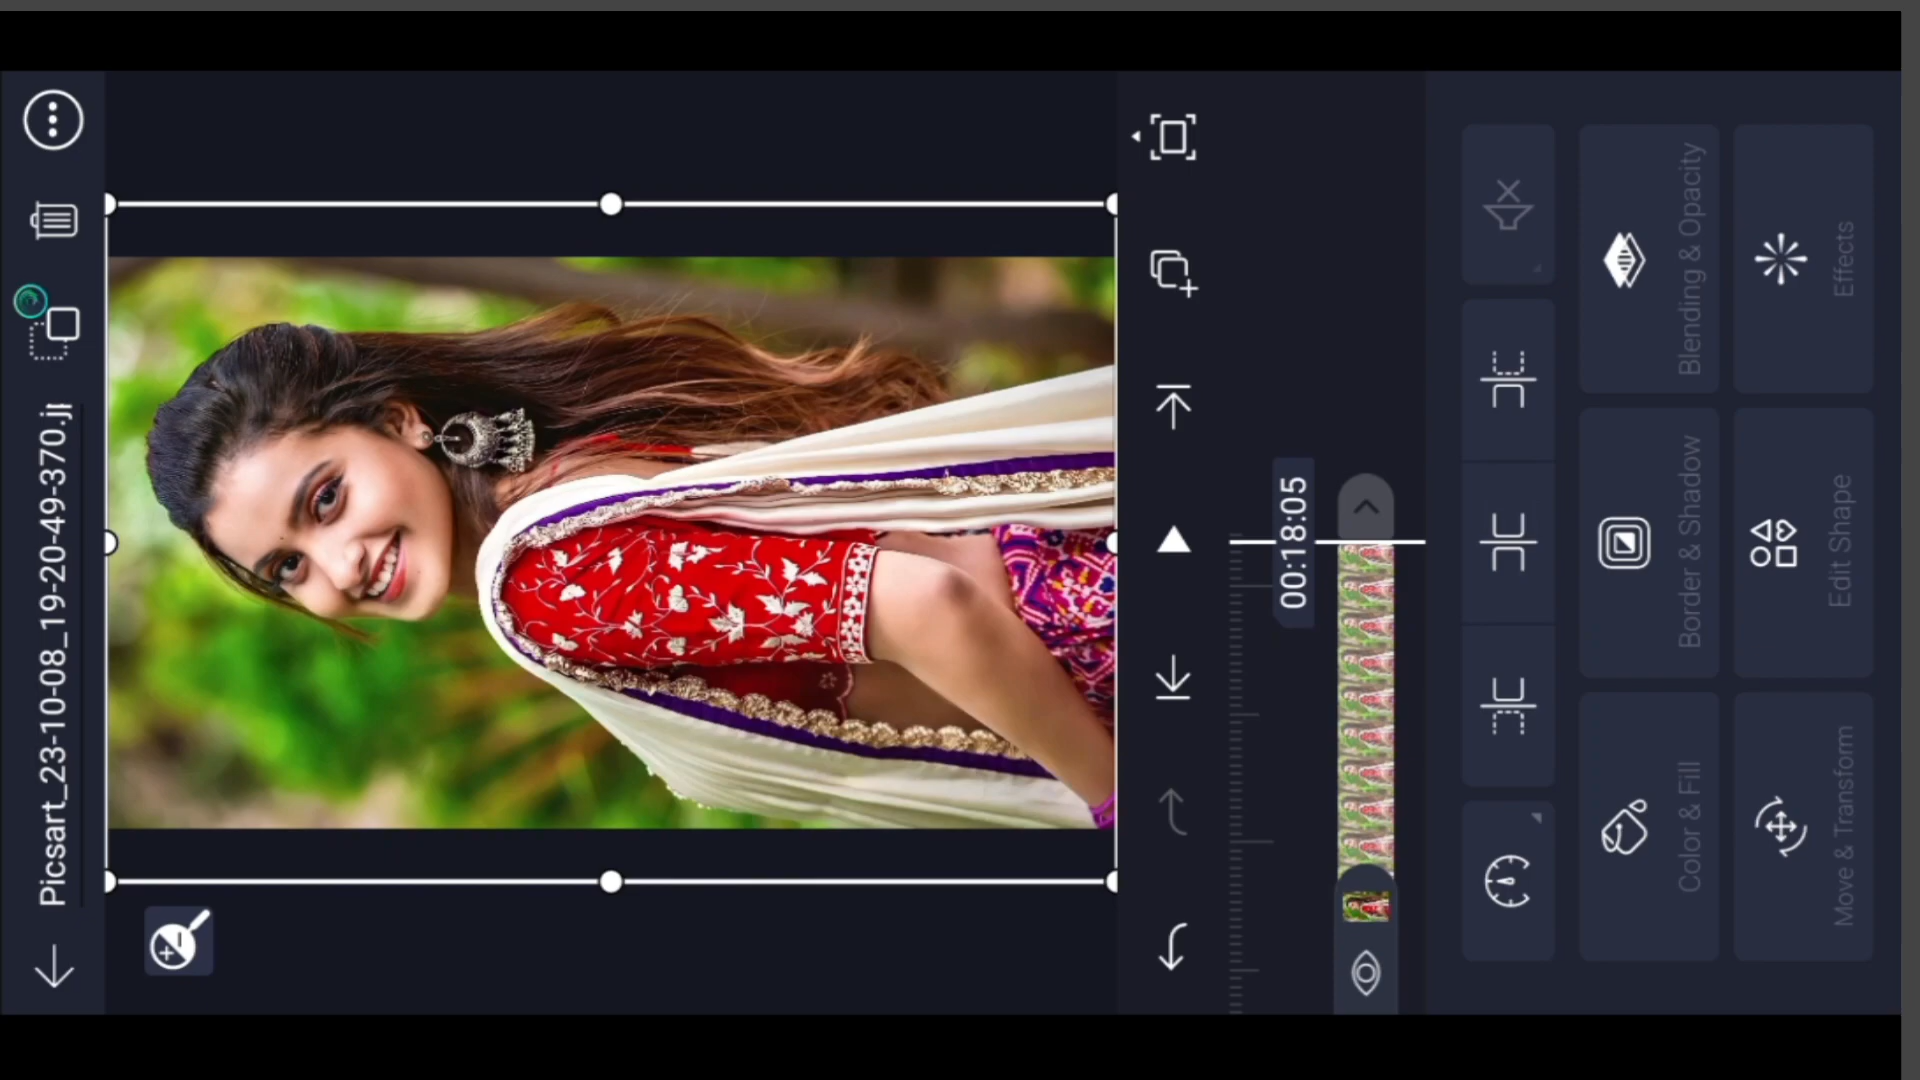 Picsart_23-10-08_19-20-49-370.j
00:18:05
Color & Fill
Border & Shadow
Blending & Opacity
Move & Transform
Edit Shape
Effects